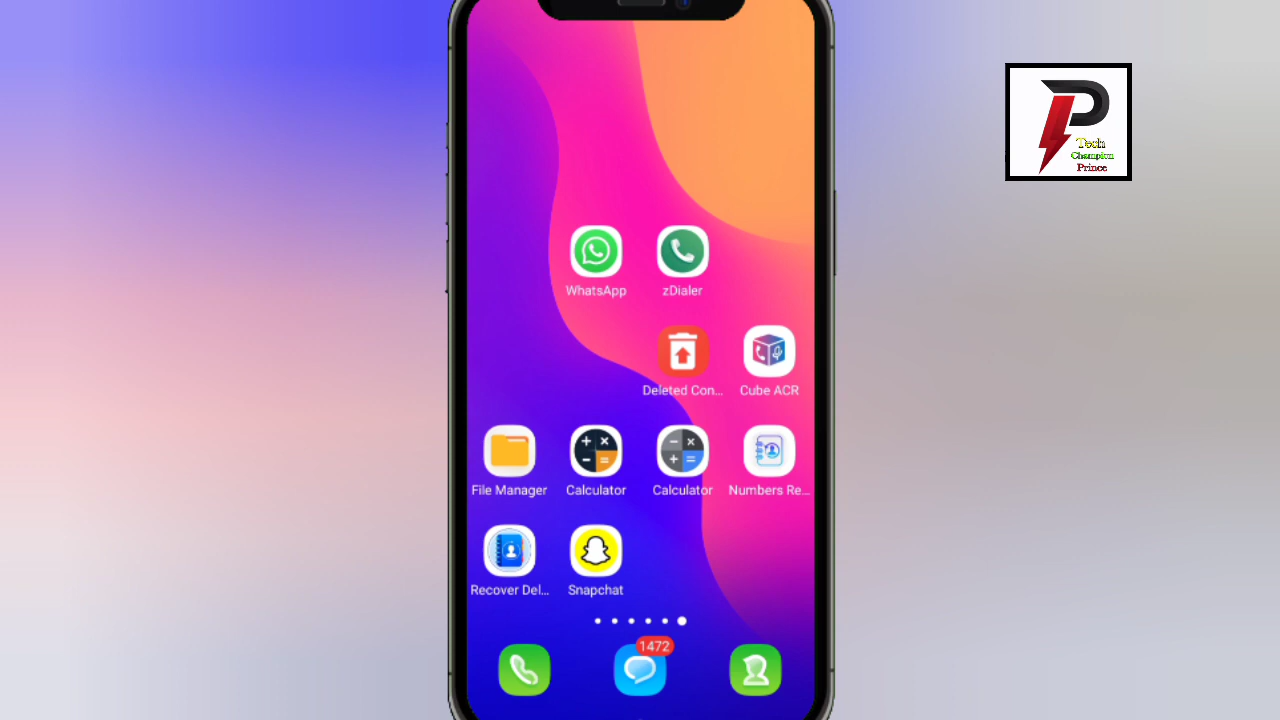 Tech
Champion
Prince
WhatsApp
zDialer
Deleted Con...
Cube ACR
File Manager
Calculator
Calculator
Numbers Re...
Recover Del...
Snapchat
1472